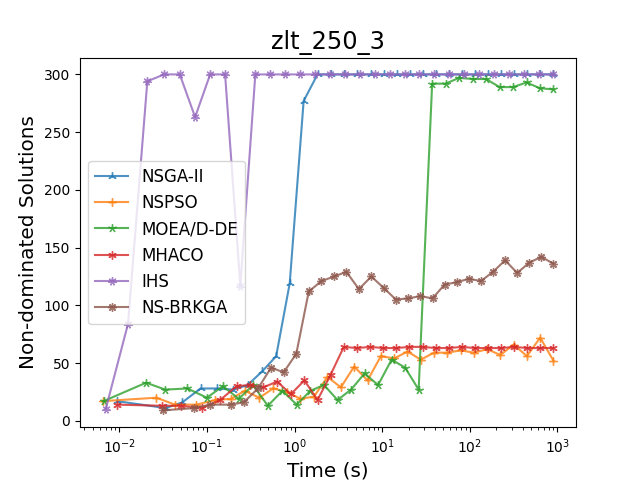 zlt_250_3
Non-dominated Solutions
300
250
200
150
100
50
0
NSGA-II
NSPSO
MOEA/D-DE
MHACO
IHS
NS-BRKGA
10⁻² 10⁻¹ 10⁰ 10¹ 10² 10³
Time (s)